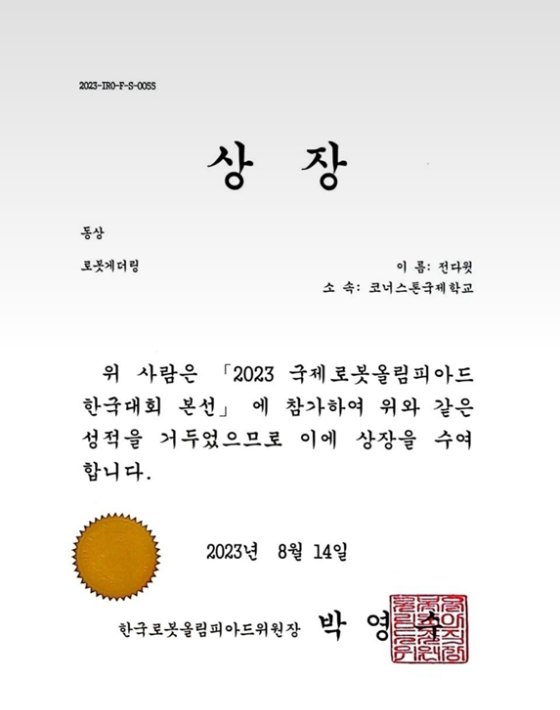 2023-IRO-F-S-0055
상 장
동상
로봇게더링
이 름: 전다윗
소 속: 코너스톤국제학교
위 사람은 「2023 국제로봇올림피아드
한국대회 본선」 에 참가하여 위와 같은
성적을 거두었으므로 이에 상장을 수여
합니다.
2023년 8월 14일
한국로봇올림피아드위원장 박 영 수